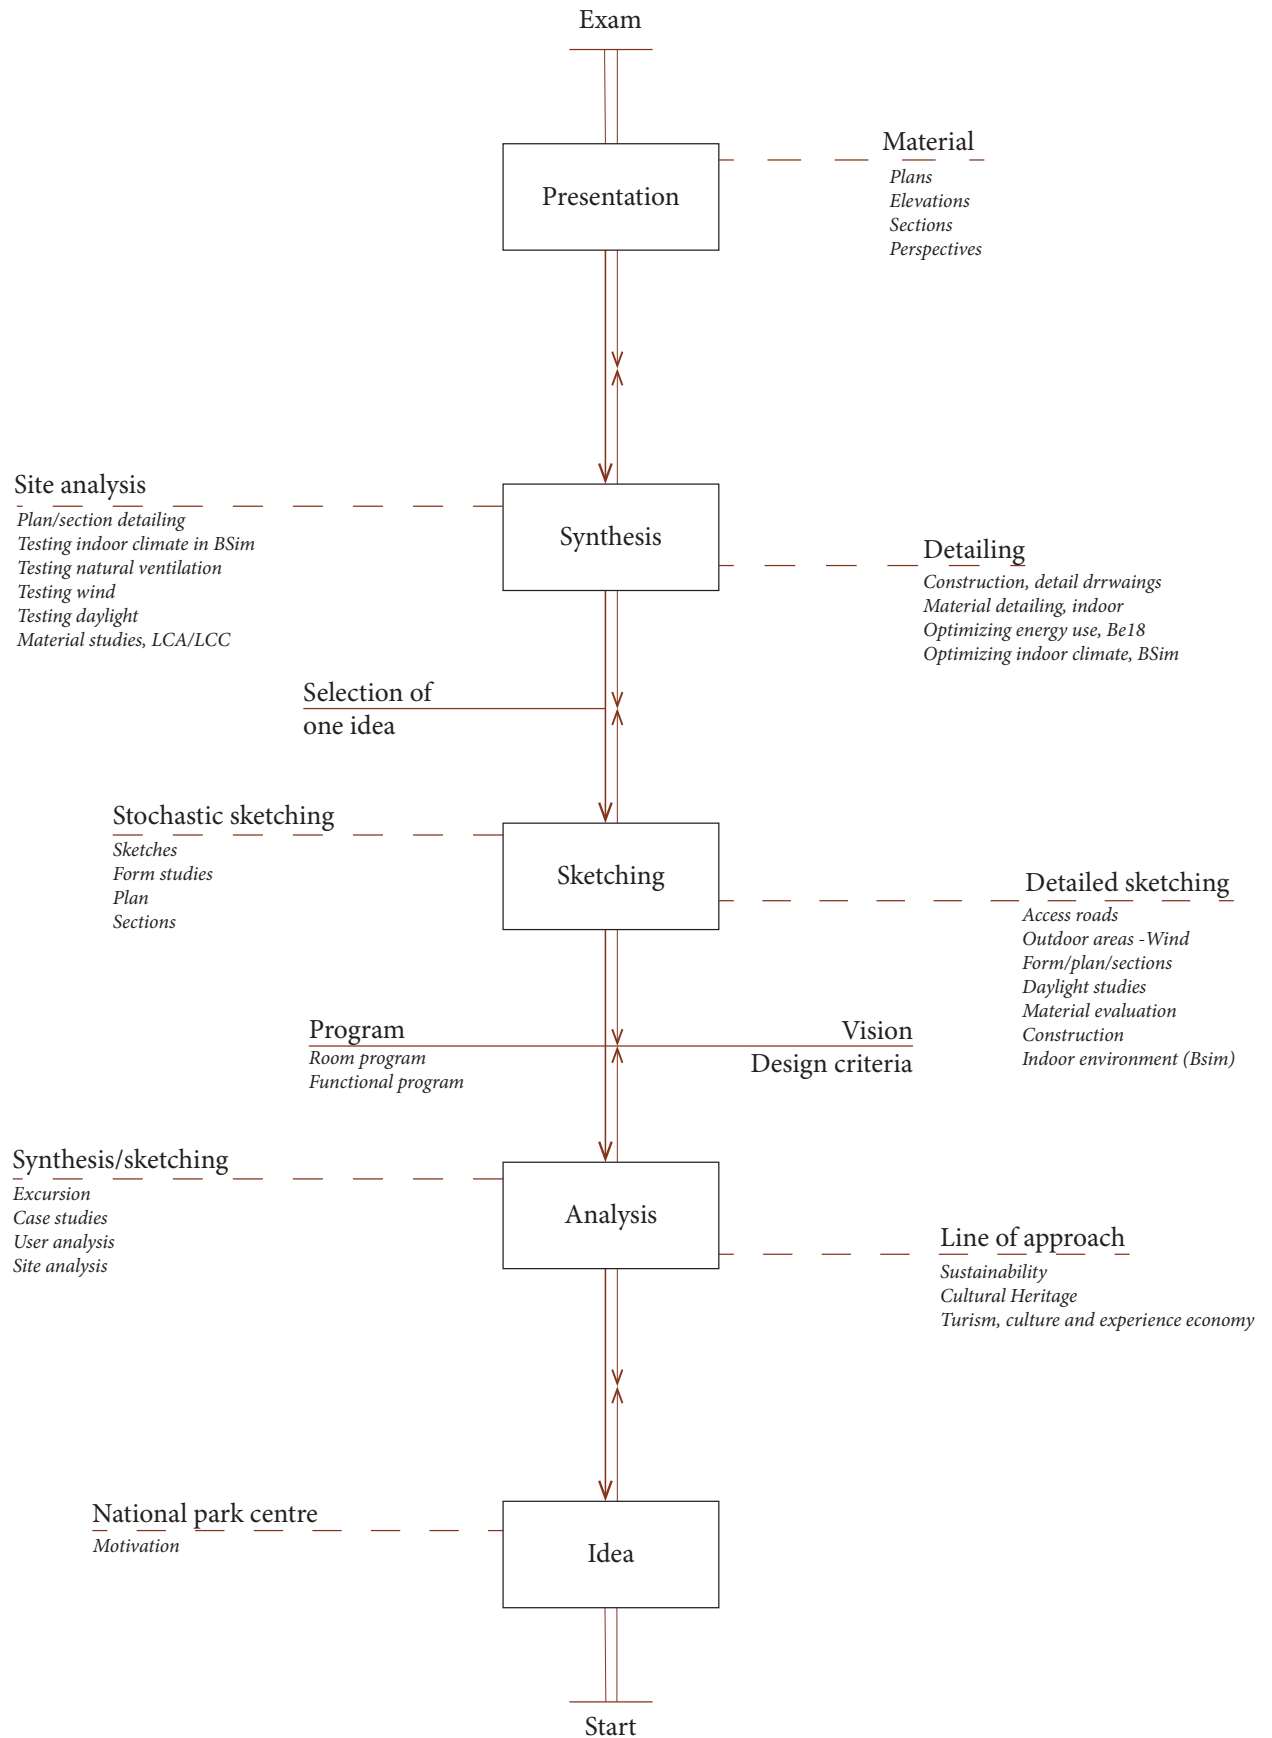 Exam
Presentation
Material
Plans
Elevations
Sections
Perspectives
Site analysis
Plan/section detailing
Testing indoor climate in BSim
Testing natural ventilation
Testing wind
Testing daylight
Material studies, LCA/LCC
Synthesis
Detailing
Construction, detail drrwaings
Material detailing, indoor
Optimizing energy use, Be18
Optimizing indoor climate, BSim
Selection of
one idea
Stochastic sketching
Sketches
Form studies
Plan
Sections
Sketching
Detailed sketching
Access roads
Outdoor areas -Wind
Form/plan/sections
Daylight studies
Material evaluation
Construction
Indoor environment (Bsim)
Program
Room program
Functional program
Vision
Design criteria
Synthesis/sketching
Excursion
Case studies
User analysis
Site analysis
Analysis
Line of approach
Sustainability
Cultural Heritage
Turism, culture and experience economy
National park centre
Motivation
Idea
Start